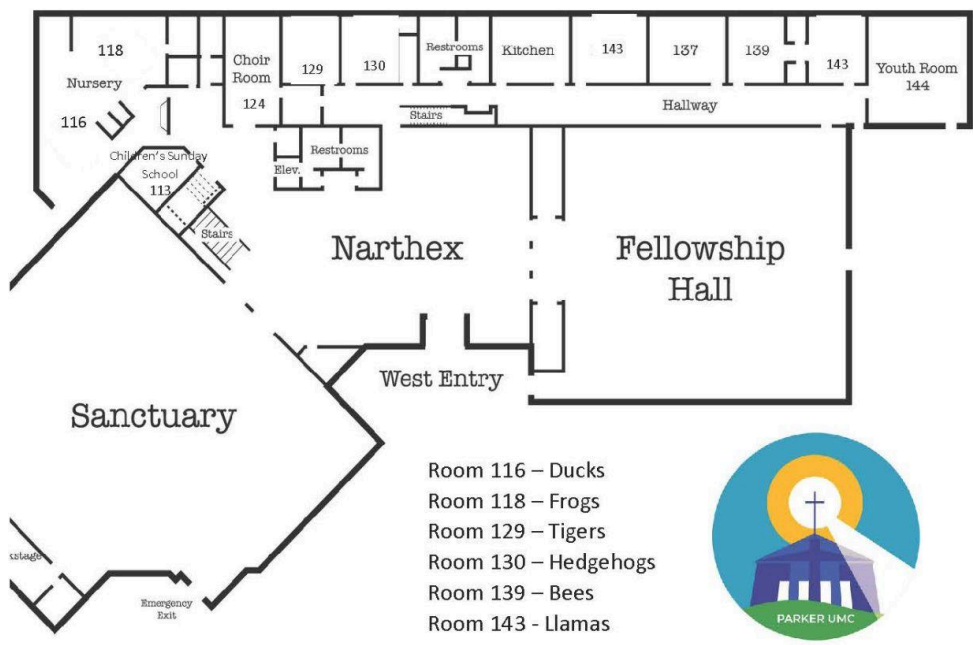 118
Nursery
116
Choir
Room
124
129
130
Restrooms
Kitchen
143
137
139
143
Youth Room
144
Hallway
Stairs
Restrooms
Elev.
Children's Sunday
School
113
Stairs
Narthex
Fellowship
Hall
West Entry
Sanctuary
kstage
Emergency
Exit
Room 116 – Ducks
Room 118 – Frogs
Room 129 – Tigers
Room 130 – Hedgehogs
Room 139 – Bees
Room 143 - Llamas
PARKER UMC